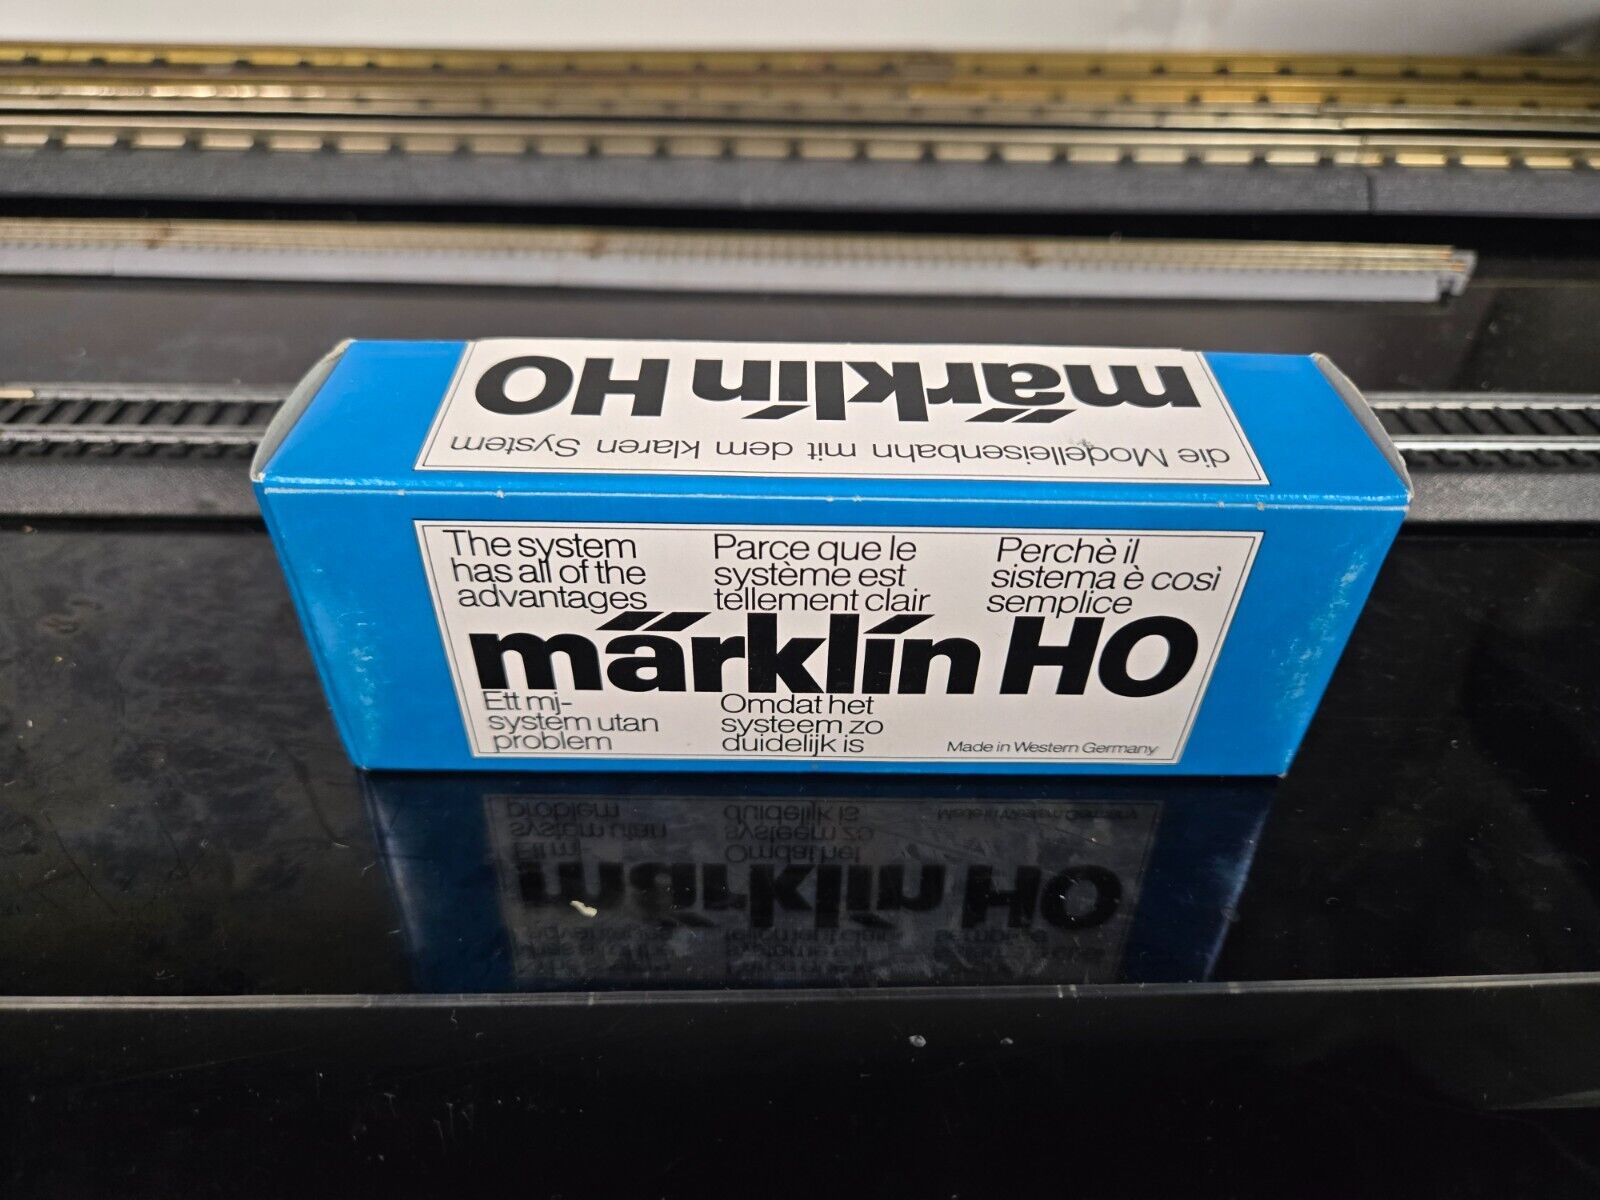 märklín HO
die Modelleisenbahn mit dem klaren System
The system
has all of the
advantages
Parce que le
système est
tellement clair
Perchè il
sistema è così
semplice
märklín HO
Ett mj-
system utan
problem
Omdat het
systeem zo
duidelijk is
Made in Western Germany